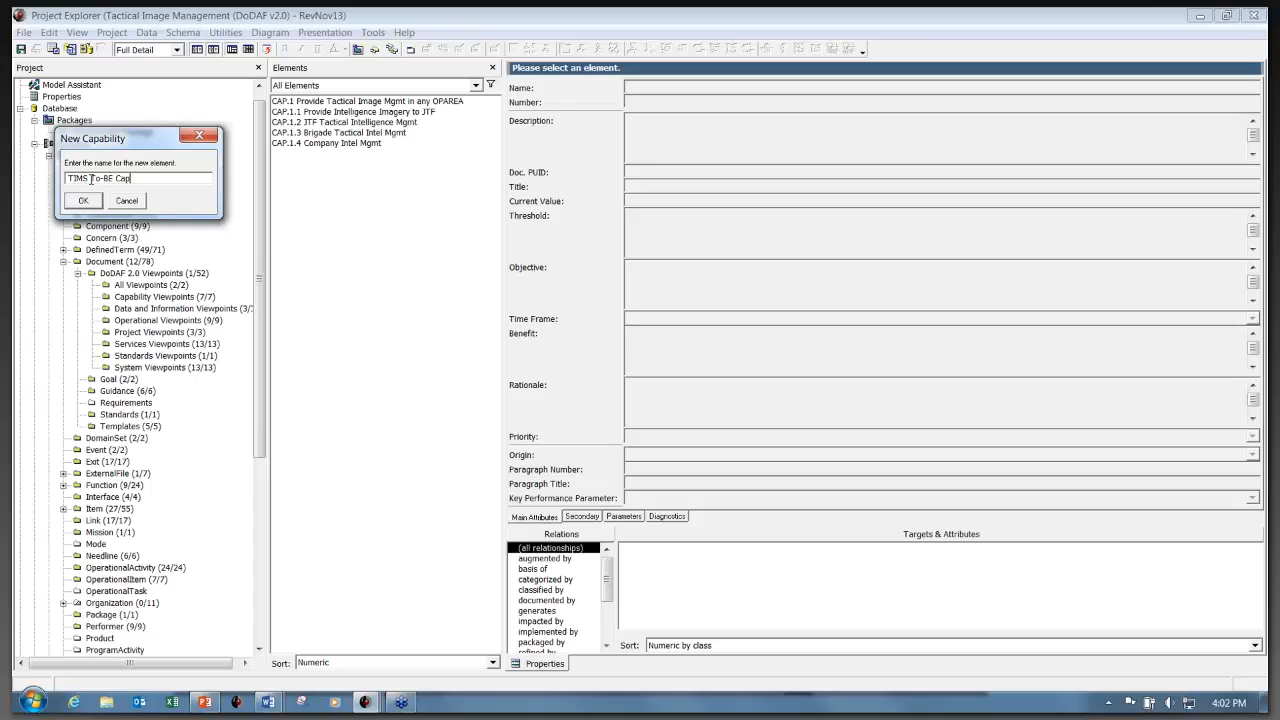 Project Explorer (Tactical Image Management (DoDAF v2.0) - RevNov13)
File Edit View Project Data Schema Utilities Diagram Presentation Tools Help
Full Detail
Project
Model Assistant
Properties
Database
Packages
New Capability
Enter the name for the new element.
TIMS To-BE Cap
OK Cancel
Component (9/9)
Concern (3/3)
DefinedTerm (49/71)
Document (12/78)
DoDAF 2.0 Viewpoints (1/52)
All Viewpoints (2/2)
Capability Viewpoints (7/7)
Data and Information Viewpoints (3/
Operational Viewpoints (9/9)
Project Viewpoints (3/3)
Services Viewpoints (13/13)
Standards Viewpoints (1/1)
System Viewpoints (13/13)
Goal (2/2)
Guidance (6/6)
Requirements
Standards (1/1)
Templates (5/5)
DomainSet (2/2)
Event (2/2)
Exit (17/17)
ExternalFile (1/7)
Function (9/24)
Interface (4/4)
Item (27/55)
Link (17/17)
Mission (1/1)
Mode
Needline (6/6)
OperationalActivity (24/24)
OperationalItem (7/7)
OperationalTask
Organization (0/11)
Package (1/1)
Performer (9/9)
Product
ProgramActivity
Elements
All Elements
CAP.1 Provide Tactical Image Mgmt in any OPAREA
CAP.1.1 Provide Intelligence Imagery to JTF
CAP.1.2 JTF Tactical Intelligence Mgmt
CAP.1.3 Brigade Tactical Intel Mgmt
CAP.1.4 Company Intel Mgmt
Sort: Numeric
Please select an element.
Name:
Number:
Description:
Doc. PUID:
Title:
Current Value:
Threshold:
Objective:
Time Frame:
Benefit:
Rationale:
Priority:
Origin:
Paragraph Number:
Paragraph Title:
Key Performance Parameter:
Main Attributes Secondary Parameters Diagnostics
Relations Targets & Attributes
(all relationships)
augmented by
basis of
categorized by
classified by
documented by
generates
impacted by
implemented by
packaged by
Sort: Numeric by class
Properties
4:02 PM